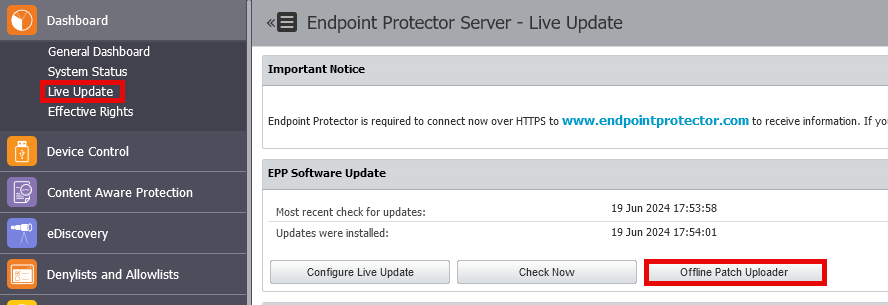 Dashboard
General Dashboard
System Status
Live Update
Effective Rights
Device Control
Content Aware Protection
eDiscovery
Denylists and Allowlists
« Endpoint Protector Server - Live Update
Important Notice
Endpoint Protector is required to connect now over HTTPS to www.endpointprotector.com to receive information. If you
EPP Software Update
Most recent check for updates: 19 Jun 2024 17:53:58
Updates were installed: 19 Jun 2024 17:54:01
Configure Live Update Check Now Offline Patch Uploader